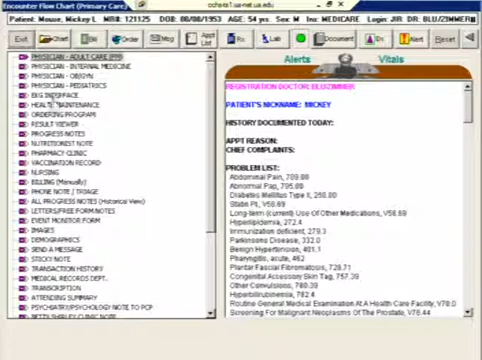 Encounter Flow Chart (Primary Care)
Patient: Mouse, Mickey L MR#: 121125 DOB: 08/08/1953 AGE: 54 yrs. Sex: M Ins: MEDICARE Login: JIR DR: BLUZIMMER
Exit Chart Bill Order Msg Appt List Rx Lab Document Dx Alert Reset
PHYSICIAN - ADULT CARE
PHYSICIAN - INTERNAL MEDICINE
PHYSICIAN - OB/GYN
PHYSICIAN - PEDIATRICS
EKG INTERFACE
HEALTH MAINTENANCE
ORDERING PROGRAM
RESULT VIEWER
PROGRESS NOTES
NUTRITIONIST NOTE
PHARMACY CLINIC
VACCINATION RECORD
NURSING
BILLING (Manually)
PHONE NOTE / TRIAGE
ALL PROGRESS NOTES (Historical View)
LETTERS/FREE FORM NOTES
EVENT MONITOR FORM
IMAGES
DEMOGRAPHICS
SEND A MESSAGE
STICKY NOTE
TRANSACTION HISTORY
MEDICAL RECORDS DEPT.
TRANSCRIPTION
ATTENDING SUMMARY
PSYCHIATRY/PSYCHOLOGY NOTE TO PCP
BETTY SHIRLEY CLINIC NOTE
Alerts Vitals
REGISTRATION DOCTOR: BLUZIMMER
PATIENT'S NICKNAME: MICKEY
HISTORY DOCUMENTED TODAY:
APPT REASON:
CHIEF COMPLAINTS:
PROBLEM LIST:
Abdominal Pain, 789.00
Abnormal Pap, 795.09
Diabetes Mellitus Type II, 250.00
Statin Pt., V58.69
Long-term (current) Use Of Other Medications, V58.69
Hyperlipidemia, 272.4
Immunization deficient, 279.3
Parkinsons Disease, 332.0
Benign Hypertension, 401.1
Pharyngitis, acute, 462
Plantar Fascial Fibromatosis, 728.71
Congenital Accessory Skin Tag, 757.39
Other Convulsions, 780.39
Hyperbilirubinemia, 782.4
Routine General Medical Examination At A Health Care Facility, V70.0
Screening For Malignant Neoplasms Of The Prostate, V76.44